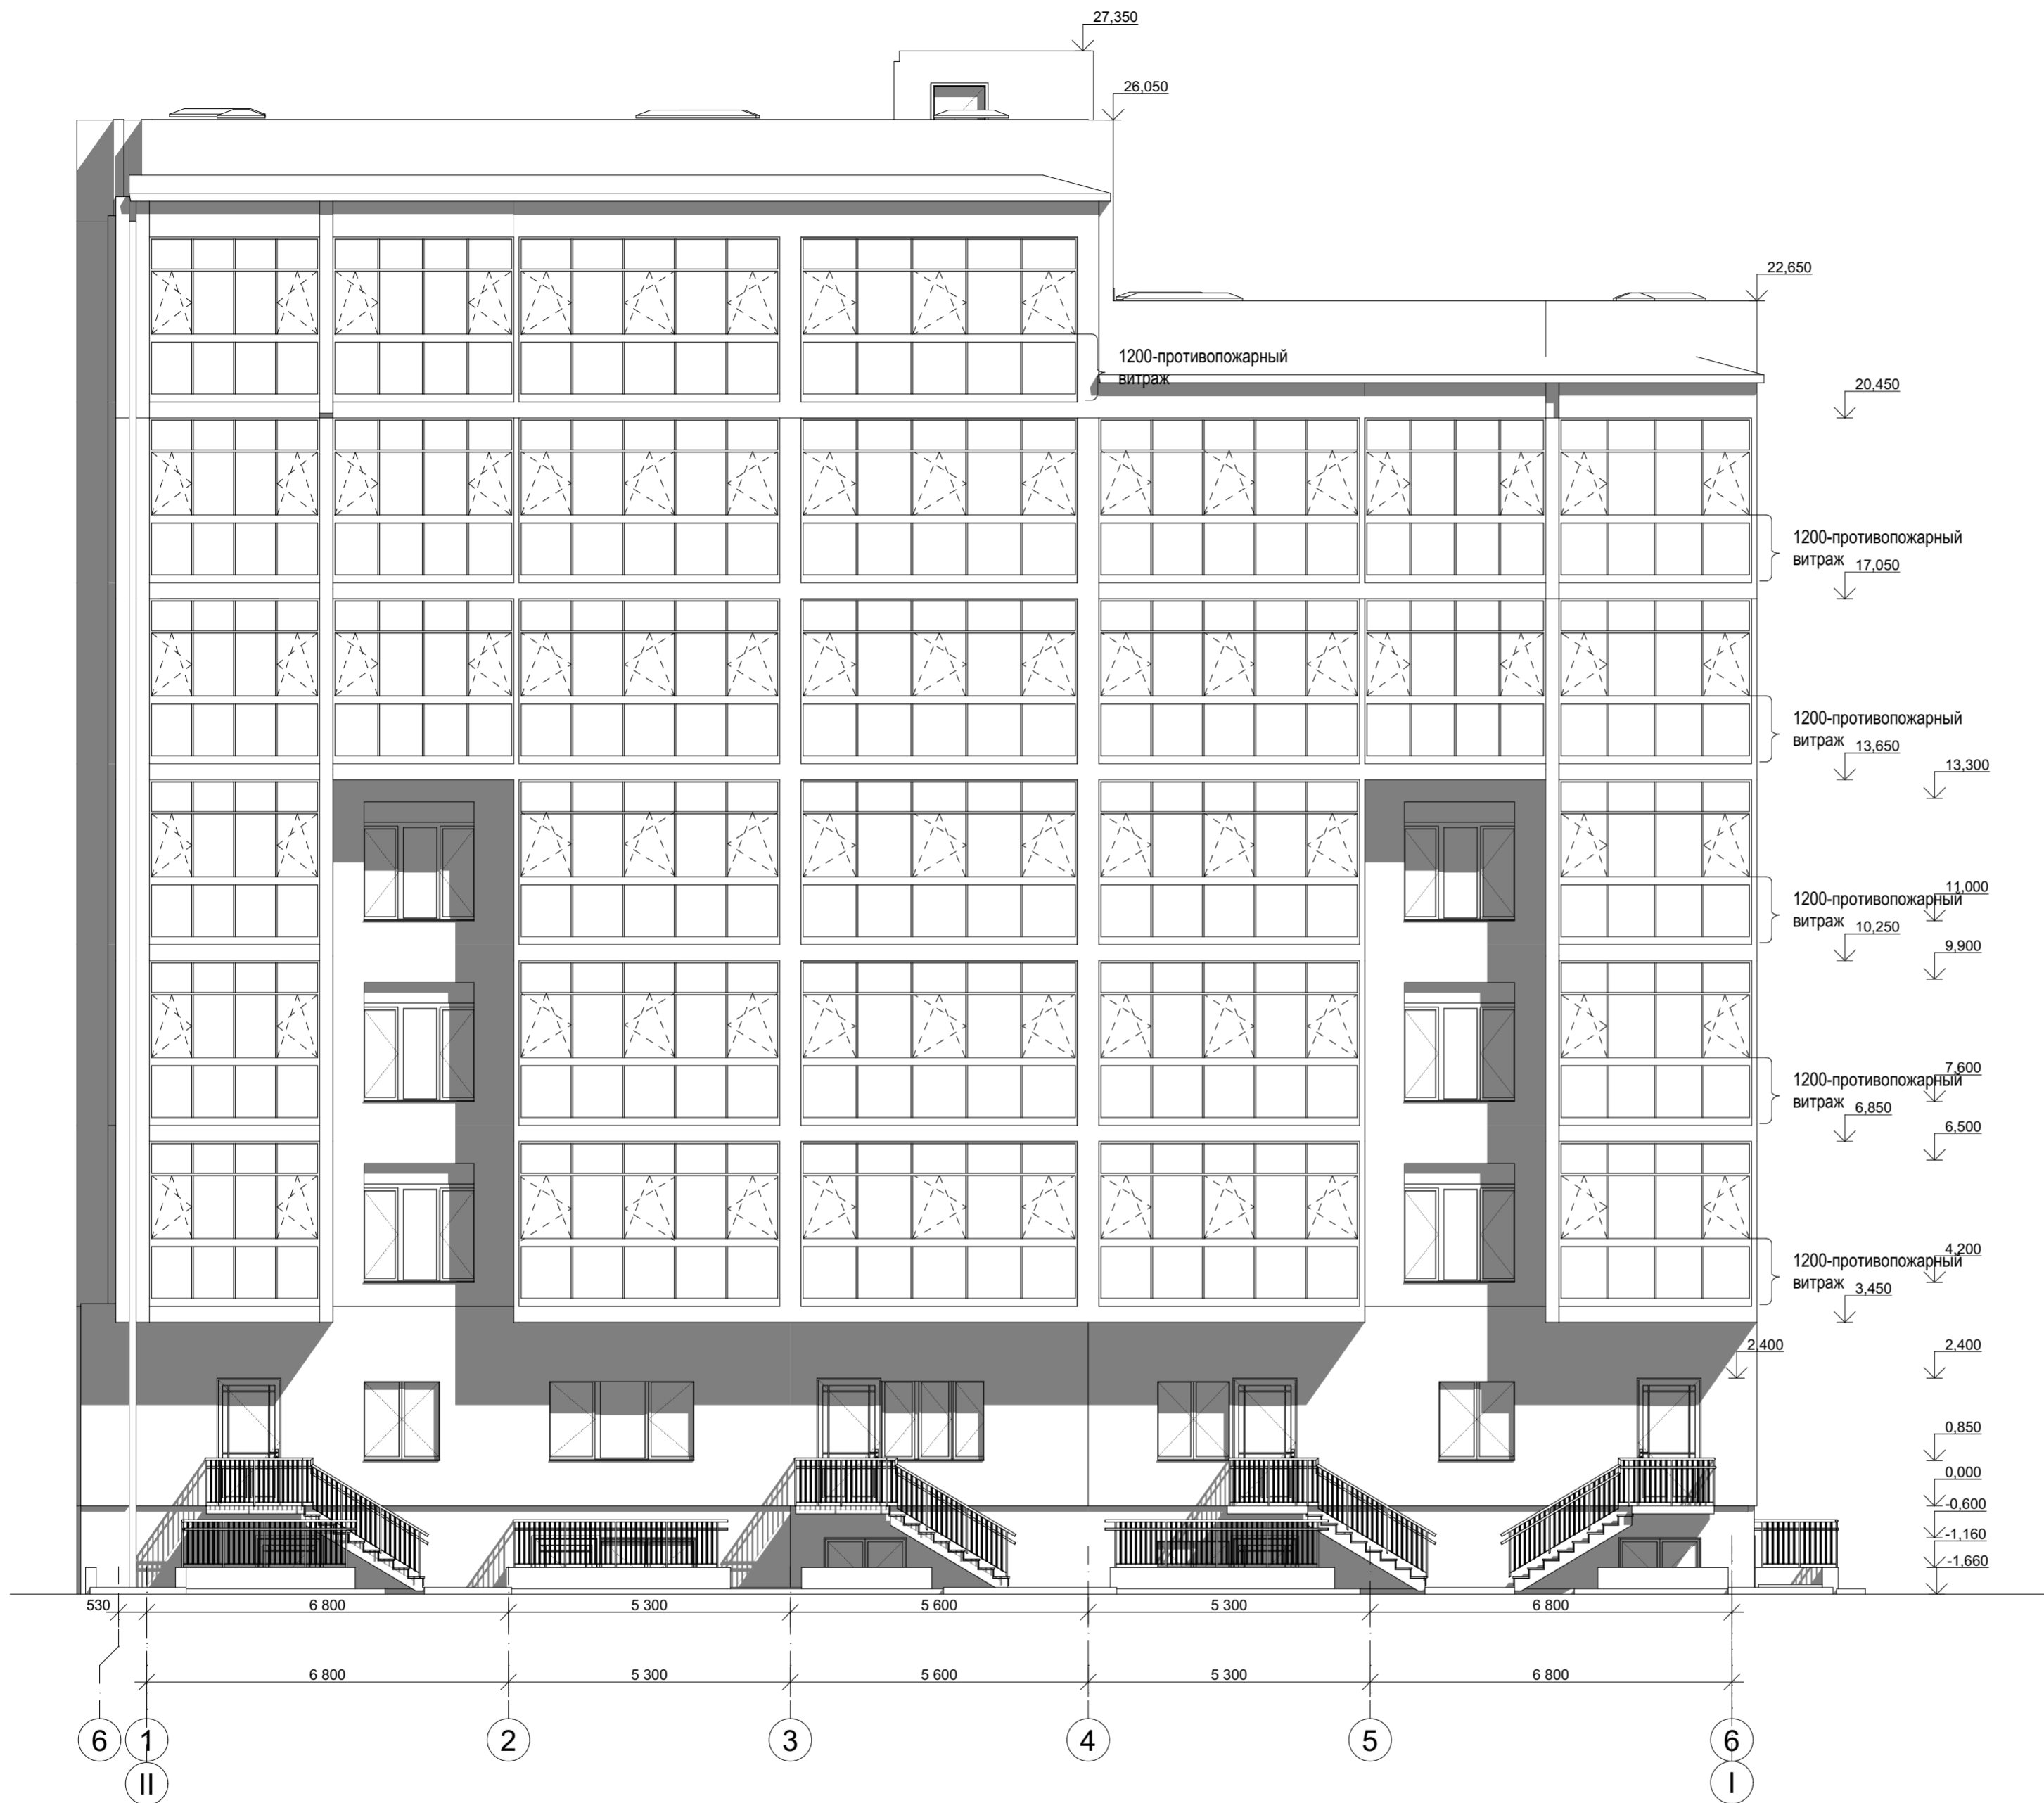 27,350
26,050
22,650
1200-противопожарный
витраж
20,450
1200-противопожарный
витраж
17,050
1200-противопожарный
витраж
13,650
13,300
1200-противопожарный
витраж
11,000
10,250
9,900
1200-противопожарный
витраж
7,600
6,850
6,500
1200-противопожарный
витраж
4,200
3,450
2,400
2,400
0,850
0,000
-0,600
-1,160
-1,660
530
6 800
5 300
5 600
5 300
6 800
6 800
5 300
5 600
5 300
6 800
6
1
2
3
4
5
6
II
I